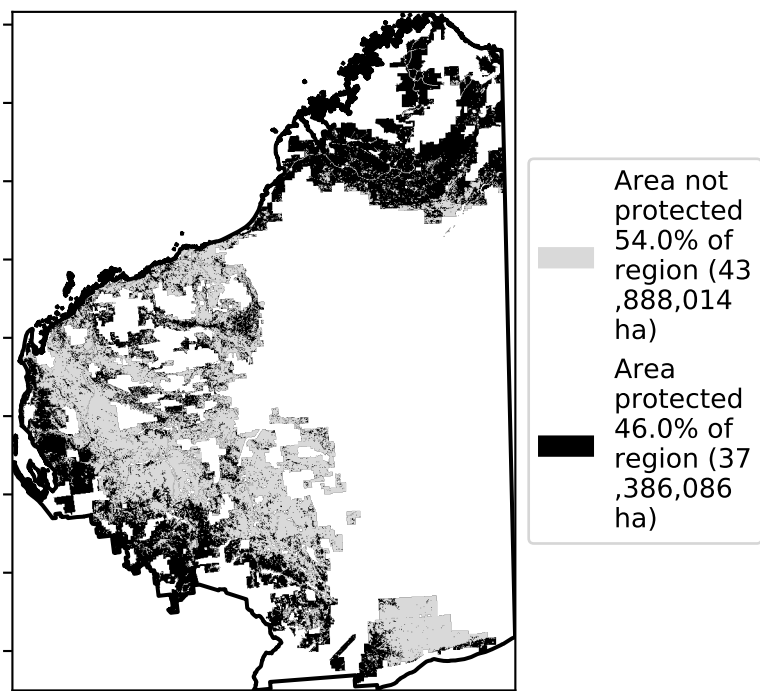 Area not
protected
54.0% of
region (43
,888,014
ha)
Area
protected
46.0% of
region (37
,386,086
ha)